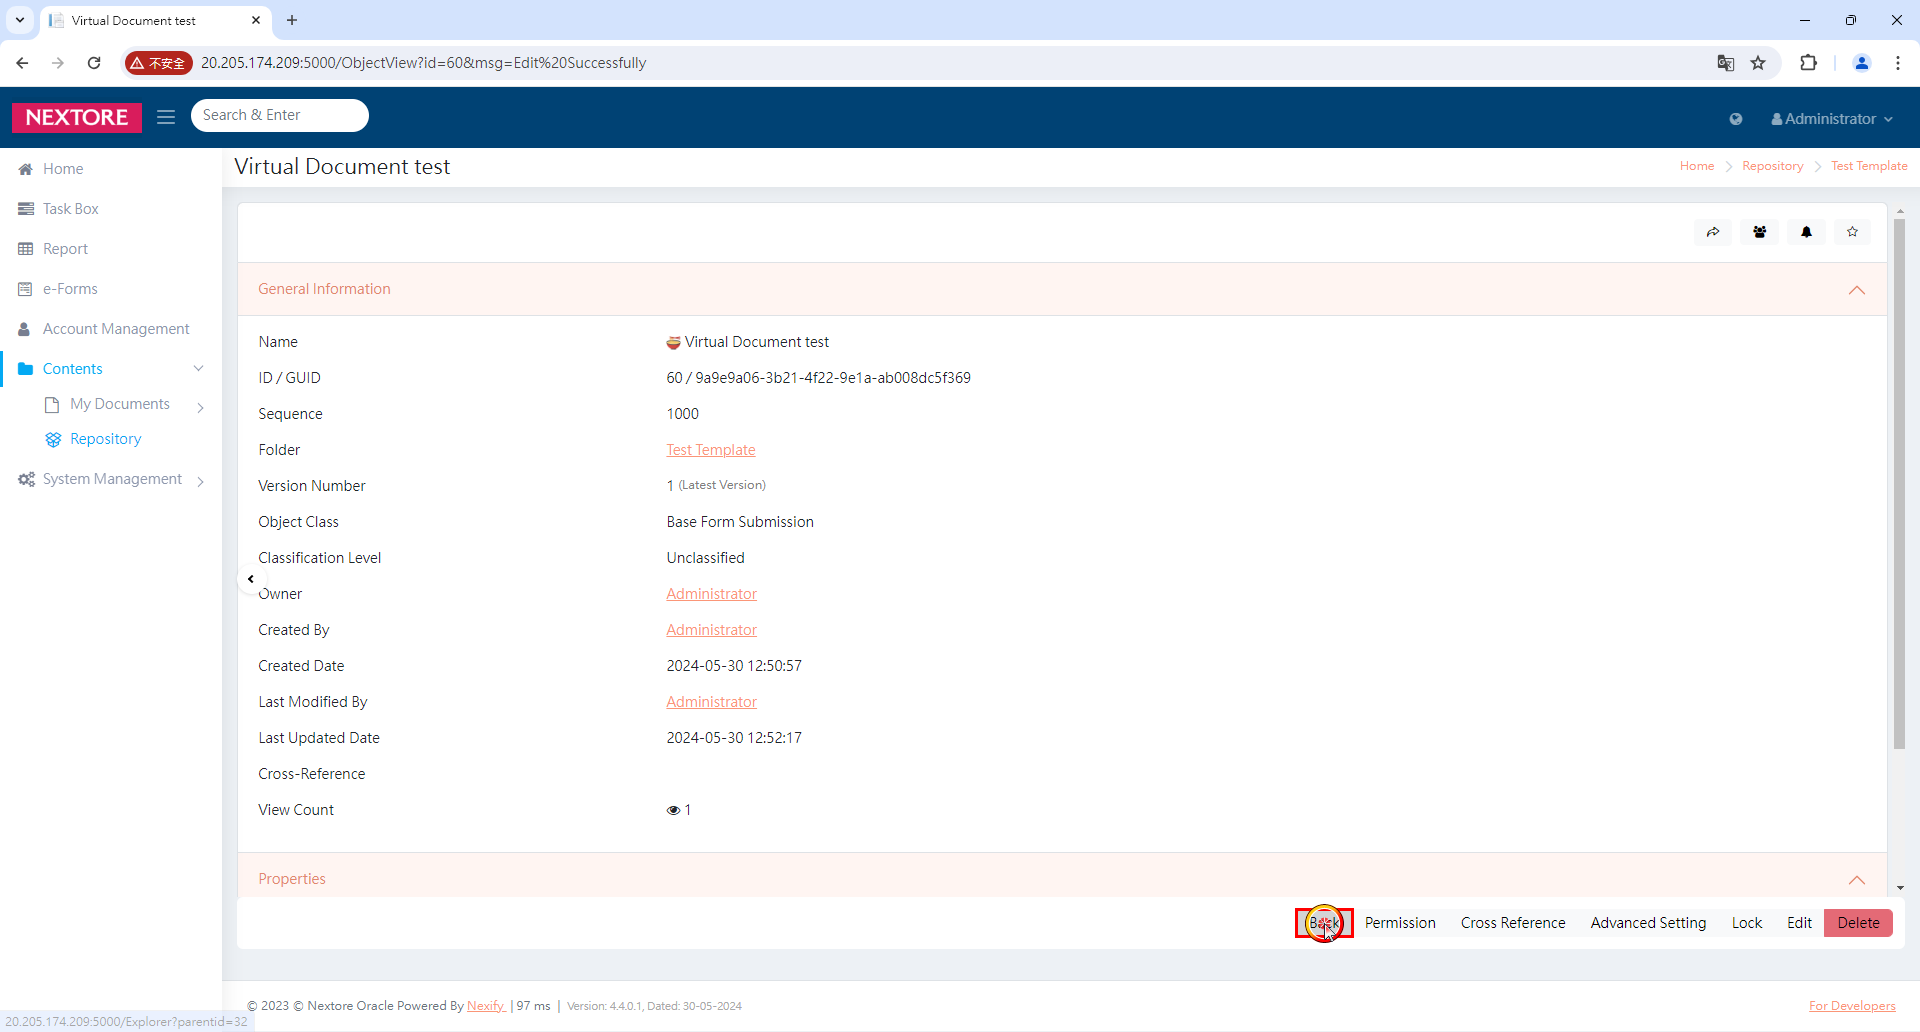 Virtual Document test
不安全
20.205.174.209:5000/ObjectView?id=60&msg=Edit%20Successfully
NEXTORE
Search & Enter
Administrator
Home
Task Box
Report
e-Forms
Account Management
Contents
My Documents
Repository
System Management
Virtual Document test
Home Repository Test Template
General Information
Name Virtual Document test
ID / GUID 60 / 9a9e9a06-3b21-4f22-9e1a-ab008dc5f369
Sequence 1000
Folder Test Template
Version Number 1 (Latest Version)
Object Class Base Form Submission
Classification Level Unclassified
Owner Administrator
Created By Administrator
Created Date 2024-05-30 12:50:57
Last Modified By Administrator
Last Updated Date 2024-05-30 12:52:17
Cross-Reference
View Count 1
Properties
Back Permission Cross Reference Advanced Setting Lock Edit Delete
© 2023 © Nextore Oracle Powered By Nexify | 97 ms | Version: 4.4.0.1, Dated: 30-05-2024
For Developers
20.205.174.209:5000/Explorer?parentid=32